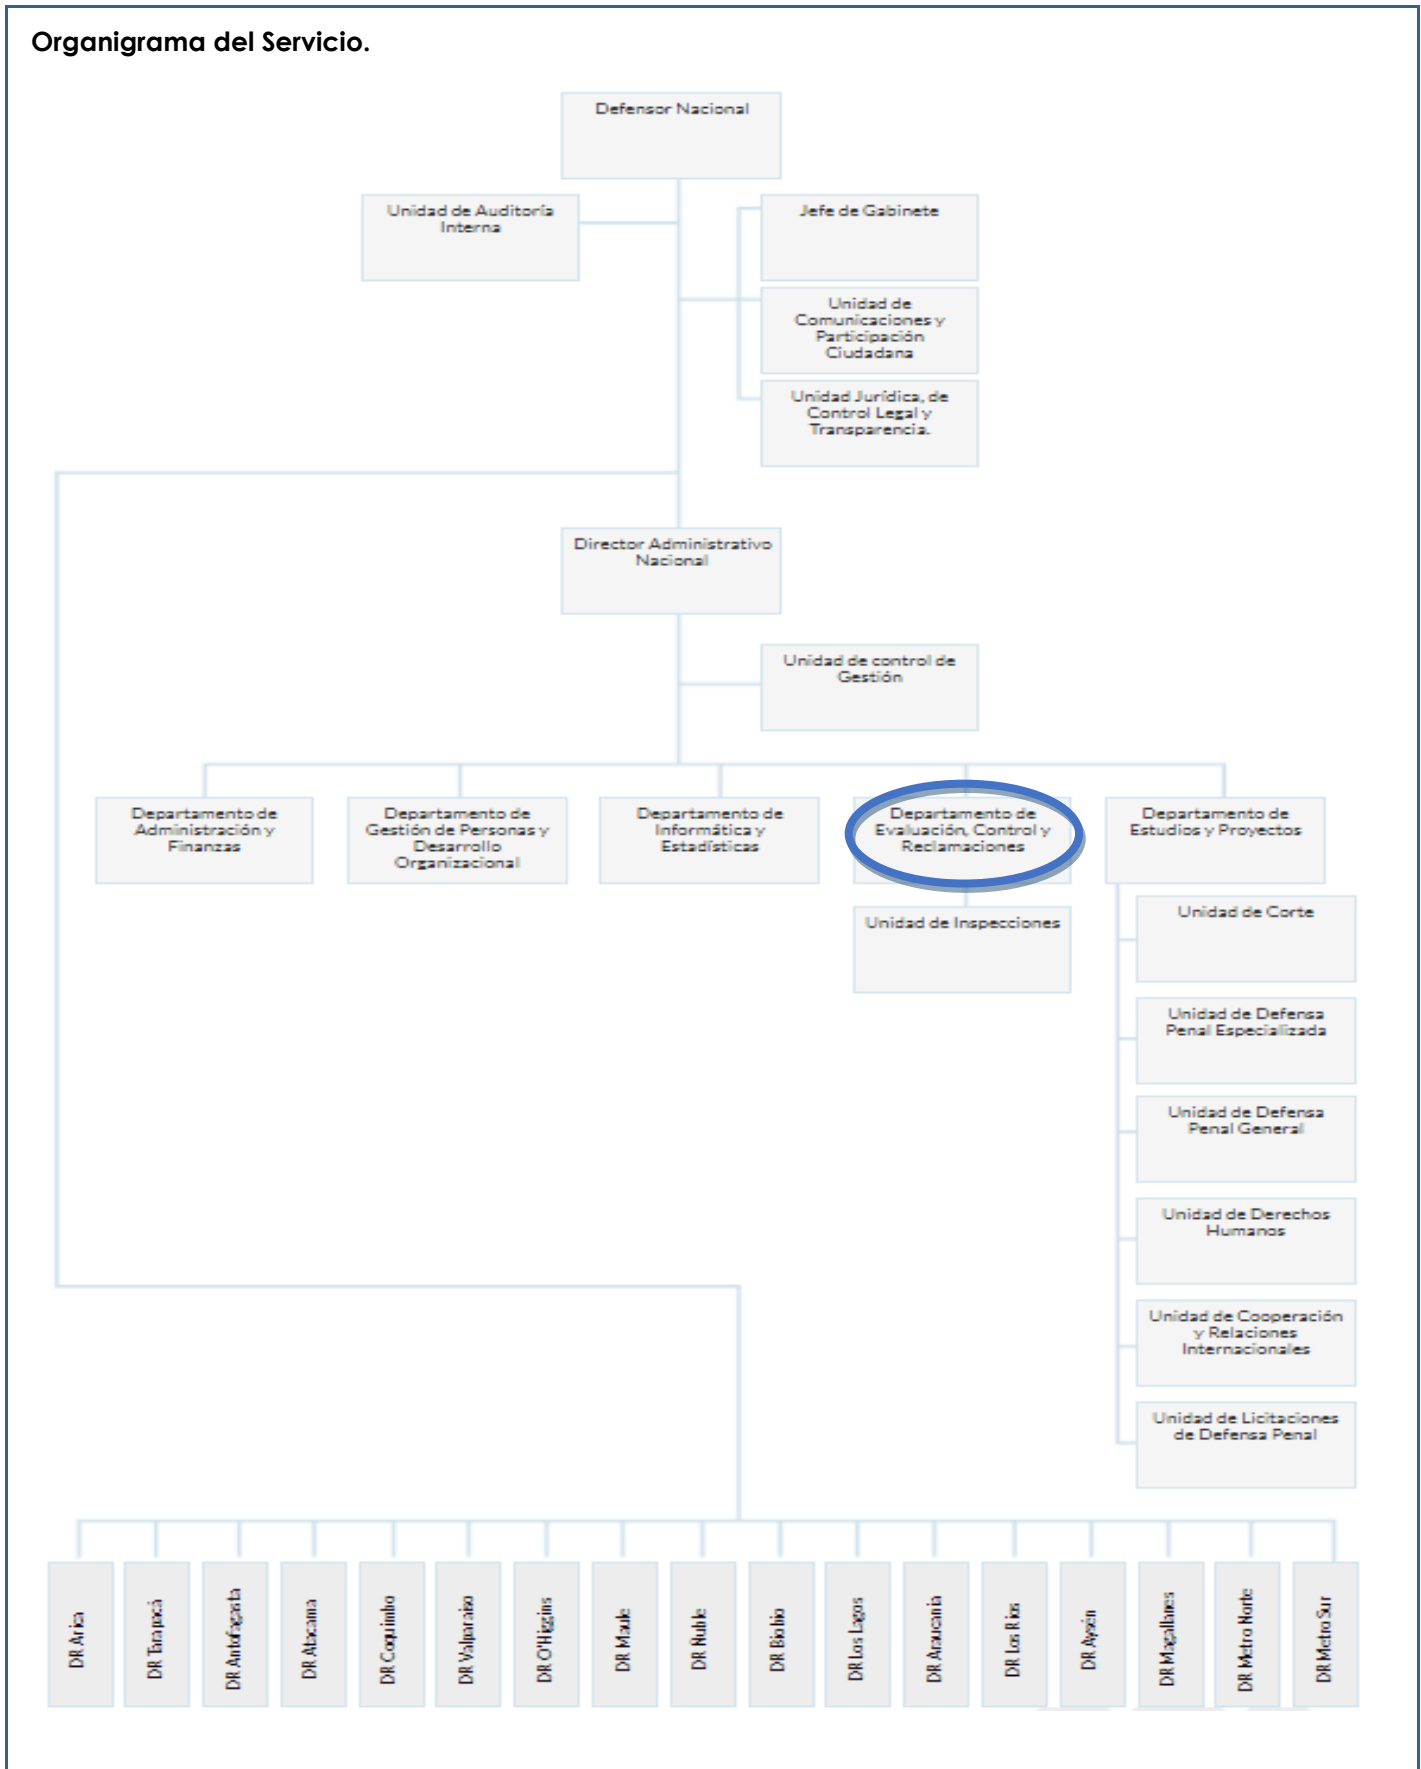 Organigrama del Servicio.
Defensor Nacional
Unidad de Auditoría
Interna
Jefe de Gabinete
Unidad de
Comunicaciones y
Participación
Ciudadana
Unidad Jurídica, de
Control Legal y
Transparencia.
Director Administrativo
Nacional
Unidad de control de
Gestión
Departamento de
Administración y
Finanzas
Departamento de
Gestión de Personas y
Desarrollo
Organizacional
Departamento de
Informática y
Estadísticas
Departamento de
Evaluación, Control y
Reclamaciones
Departamento de
Estudios y Proyectos
Unidad de Inspecciones
Unidad de Corte
Unidad de Defensa
Penal Especializada
Unidad de Defensa
Penal General
Unidad de Derechos
Humanos
Unidad de Cooperación
y Relaciones
Internacionales
Unidad de Licitaciones
de Defensa Penal
DR Arica
DR Tarapacá
DR Antofagasta
DR Atacama
DR Coquimbo
DR Valparaiso
DR O'Higgins
DR Maule
DR Ñuble
DR Biobio
DR Los Lagos
DR Araucania
DR Los Rios
DR Aysén
DR Magallanes
DR Metro Norte
DR Metro Sur